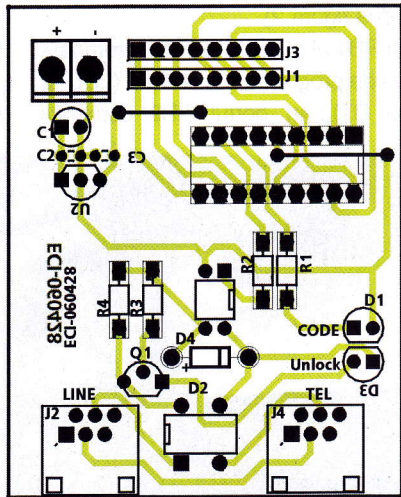 + -
J3
J1
C1
C2 C3
U2
ECI-060428
ECI-060428
R4 R3
R2 R1
D1
CODE
D4
+
Q1
Unlock
D3
D2
LINE TEL
J2 J4